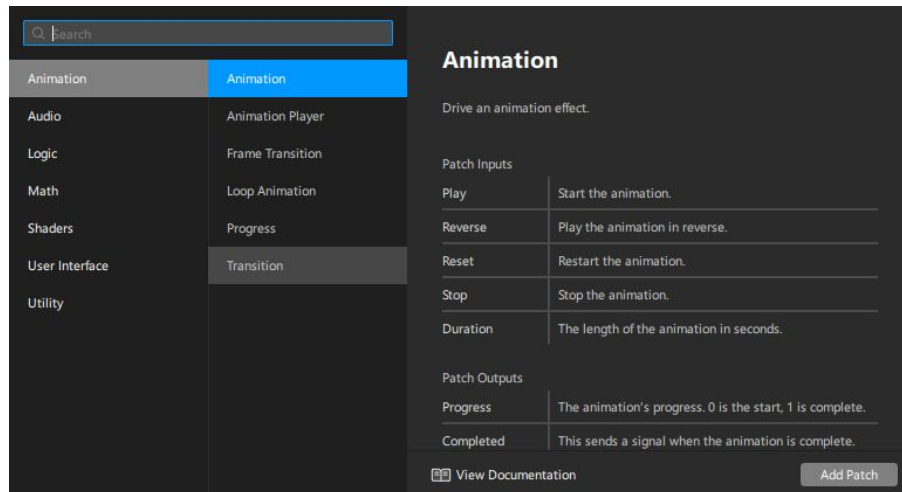 Search
Animation
Audio
Logic
Math
Shaders
User Interface
Utility
Animation
Animation Player
Frame Transition
Loop Animation
Progress
Transition
Animation
Drive an animation effect.
Patch Inputs
Play Start the animation.
Reverse Play the animation in reverse.
Reset Restart the animation.
Stop Stop the animation.
Duration The length of the animation in seconds.
Patch Outputs
Progress The animation's progress. 0 is the start, 1 is complete.
Completed This sends a signal when the animation is complete.
View Documentation
Add Patch